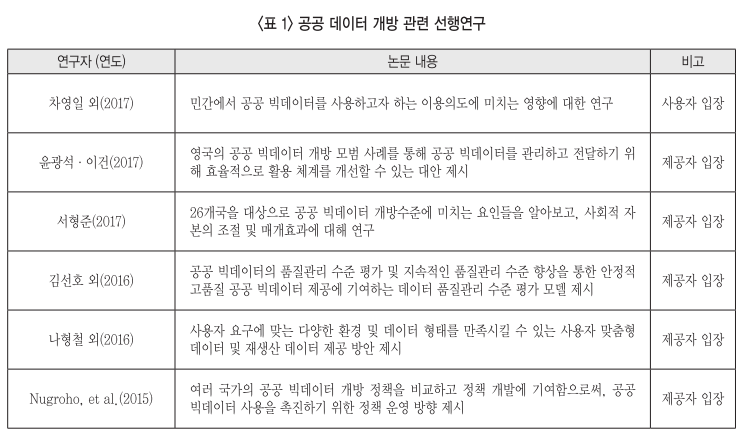 〈표 1〉 공공 데이터 개방 관련 선행연구
연구자 (연도) 논문 내용 비고
차영일 외(2017) 민간에서 공공 빅데이터를 사용하고자 하는 이용의도에 미치는 영향에 대한 연구 사용자 입장
윤광석 · 이건(2017) 영국의 공공 빅데이터 개방 모범 사례를 통해 공공 빅데이터를 관리하고 전달하기 위
해 효율적으로 활용 체계를 개선할 수 있는 대안 제시 제공자 입장
서형준(2017) 26개국을 대상으로 공공 빅데이터 개방수준에 미치는 요인들을 알아보고, 사회적 자
본의 조절 및 매개효과에 대해 연구 제공자 입장
김선호 외(2016) 공공 빅데이터의 품질관리 수준 평가 및 지속적인 품질관리 수준 향상을 통한 안정적
고품질 공공 빅데이터 제공에 기여하는 데이터 품질관리 수준 평가 모델 제시 제공자 입장
나형철 외(2016) 사용자 요구에 맞는 다양한 환경 및 데이터 형태를 만족시킬 수 있는 사용자 맞춤형
데이터 및 재생산 데이터 제공 방안 제시 제공자 입장
Nugroho, et al.(2015) 여러 국가의 공공 빅데이터 개방 정책을 비교하고 정책 개발에 기여함으로써, 공공
빅데이터 사용을 촉진하기 위한 정책 운영 방향 제시 제공자 입장